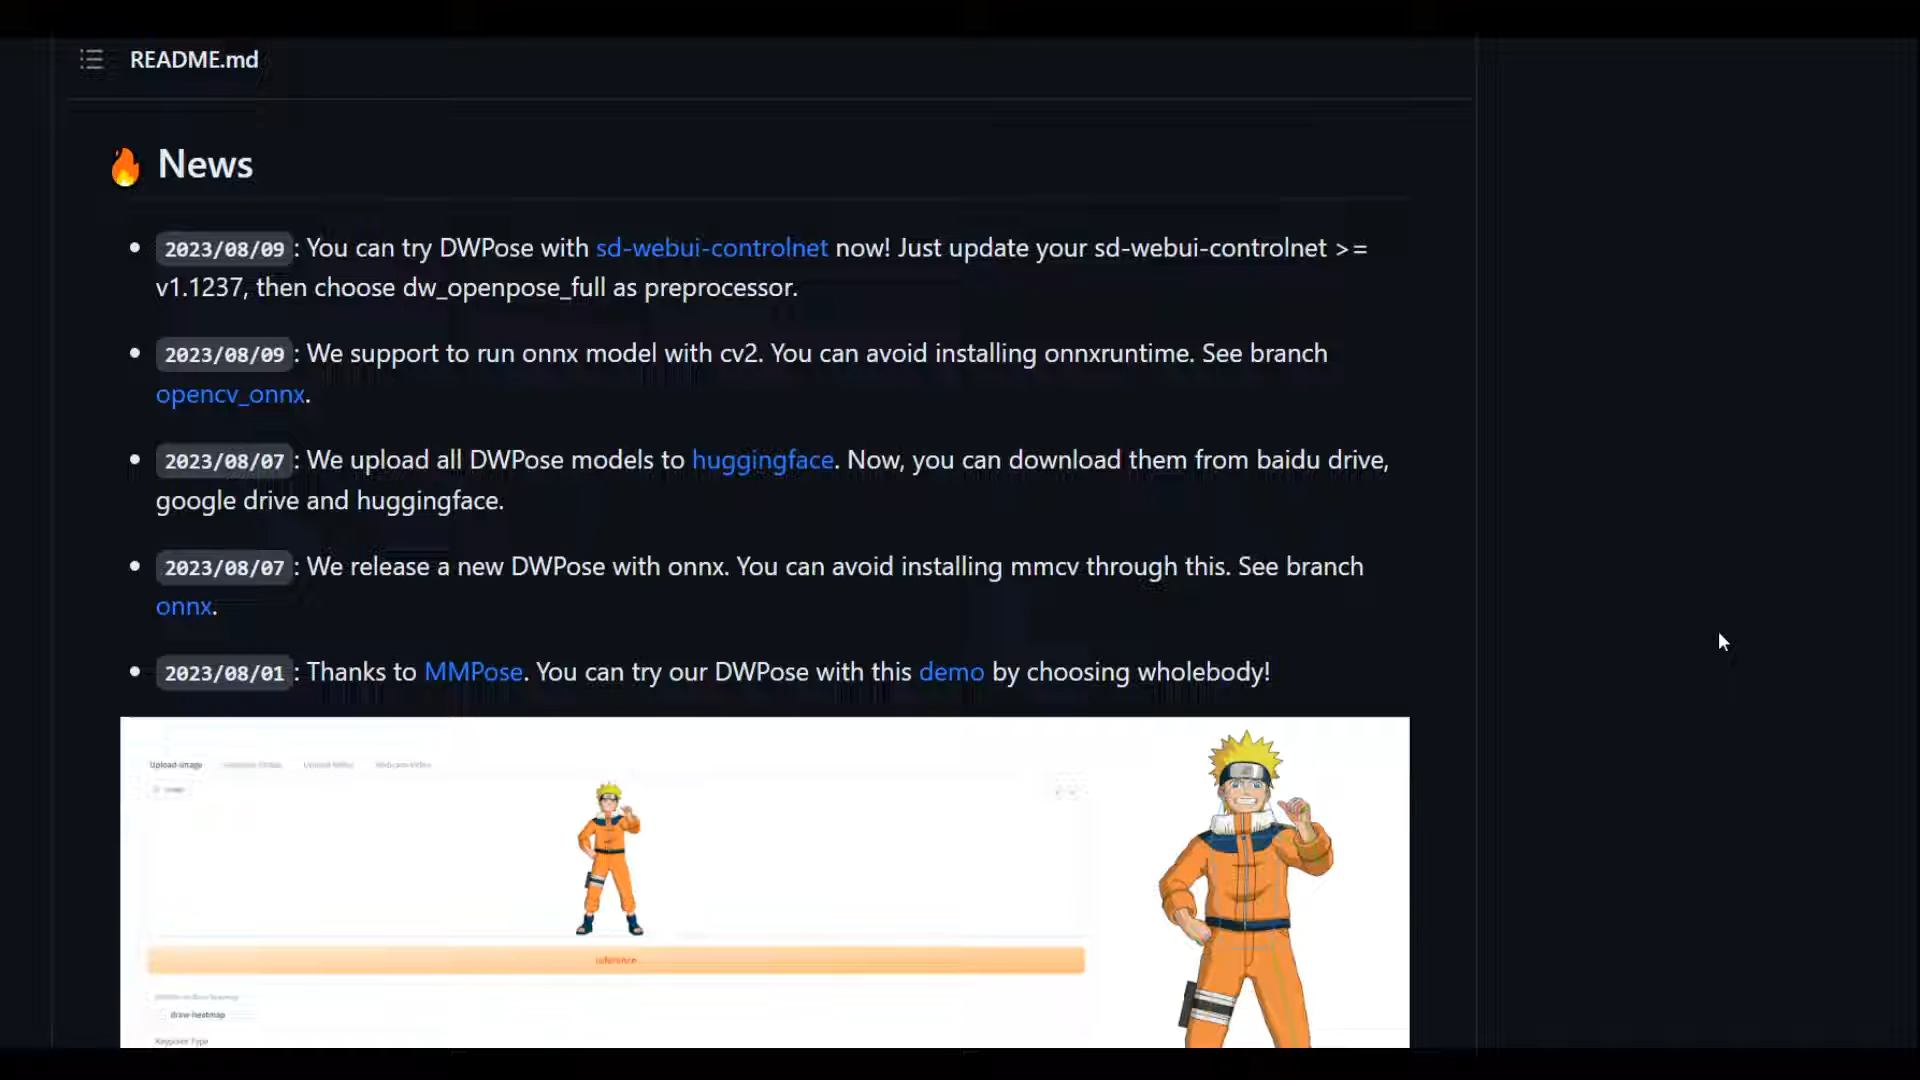 README.md
News
2023/08/09: You can try DWPose with sd-webui-controlnet now! Just update your sd-webui-controlnet >=
v1.1237, then choose dw_openpose_full as preprocessor.
2023/08/09: We support to run onnx model with cv2. You can avoid installing onnxruntime. See branch
opencv_onnx.
2023/08/07: We upload all DWPose models to huggingface. Now, you can download them from baidu drive,
google drive and huggingface.
2023/08/07: We release a new DWPose with onnx. You can avoid installing mmcv through this. See branch
onnx.
2023/08/01: Thanks to MMPose. You can try our DWPose with this demo by choosing wholebody!
Upload-Image
inference
draw-heatmap